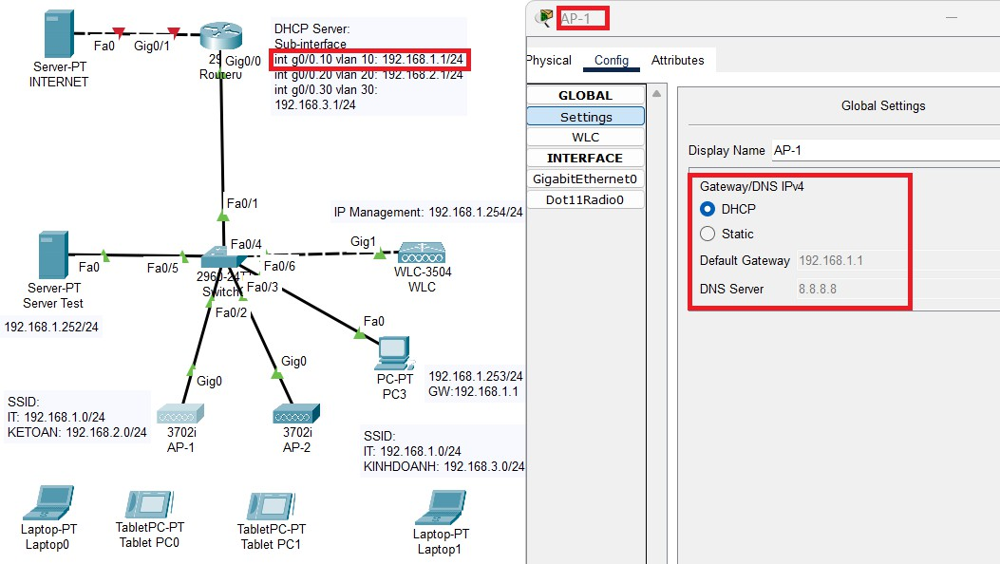 Fa0
Gig0/1
Server-PT
INTERNET
Gig0/0
Router0
DHCP Server:
Sub-interface
int g0/0.10 vlan 10: 192.168.1.1/24
int g0/0.20 vlan 20: 192.168.2.1/24
int g0/0.30 vlan 30:
192.168.3.1/24
Fa0/1
IP Management: 192.168.1.254/24
Fa0/4
Gig1
Fa0
Fa0/5
Fa0/6
WLC-3504
WLC
Server-PT
Server Test
Fa0/3
Fa0/2
192.168.1.252/24
Fa0
PC-PT
PC3
192.168.1.253/24
GW:192.168.1.1
Gig0
Gig0
SSID:
IT: 192.168.1.0/24
KETOAN: 192.168.2.0/24
3702i
AP-1
3702i
AP-2
SSID:
IT: 192.168.1.0/24
KINHDOANH: 192.168.3.0/24
Laptop-PT
Laptop0
TabletPC-PT
Tablet PC0
TabletPC-PT
Tablet PC1
Laptop-PT
Laptop1
AP-1
Physical
Config
Attributes
GLOBAL
Settings
WLC
INTERFACE
GigabitEthernet0
Dot11Radio0
Global Settings
Display Name AP-1
Gateway/DNS IPv4
DHCP
Static
Default Gateway 192.168.1.1
DNS Server 8.8.8.8